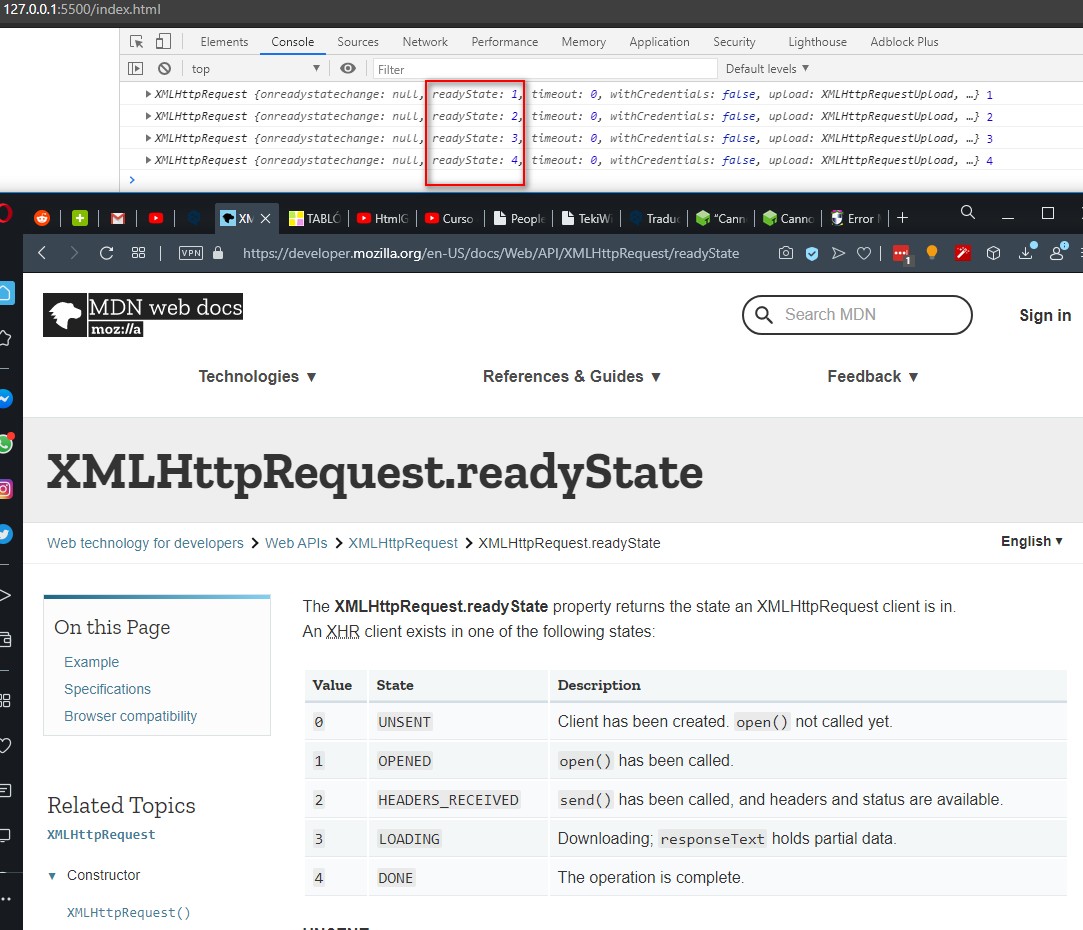 127.0.0.1:5500/index.html
Elements Console Sources Network Performance Memory Application Security Lighthouse Adblock Plus
top ▼ Filter Default levels ▼
▶ XMLHttpRequest {onreadystatechange: null, readyState: 1, timeout: 0, withCredentials: false, upload: XMLHttpRequestUpload, …} 1
▶ XMLHttpRequest {onreadystatechange: null, readyState: 2, timeout: 0, withCredentials: false, upload: XMLHttpRequestUpload, …} 2
▶ XMLHttpRequest {onreadystatechange: null, readyState: 3, timeout: 0, withCredentials: false, upload: XMLHttpRequestUpload, …} 3
▶ XMLHttpRequest {onreadystatechange: null, readyState: 4, timeout: 0, withCredentials: false, upload: XMLHttpRequestUpload, …} 4
>
XM TABLÓ HtmlG Curso People TekiWi Traduc "Cann Canno Error
VPN https://developer.mozilla.org/en-US/docs/Web/API/XMLHttpRequest/readyState 1
MDN web docs
moz://a
Search MDN
Sign in
Technologies ▼ References & Guides ▼ Feedback ▼
XMLHttpRequest.readyState
Web technology for developers > Web APIs > XMLHttpRequest > XMLHttpRequest.readyState English ▼
On this Page
Example
Specifications
Browser compatibility
Related Topics
XMLHttpRequest
▼ Constructor
XMLHttpRequest()
The XMLHttpRequest.readyState property returns the state an XMLHttpRequest client is in.
An XHR client exists in one of the following states:
Value State Description
0 UNSENT Client has been created. open() not called yet.
1 OPENED open() has been called.
2 HEADERS_RECEIVED send() has been called, and headers and status are available.
3 LOADING Downloading; responseText holds partial data.
4 DONE The operation is complete.
UNSENT